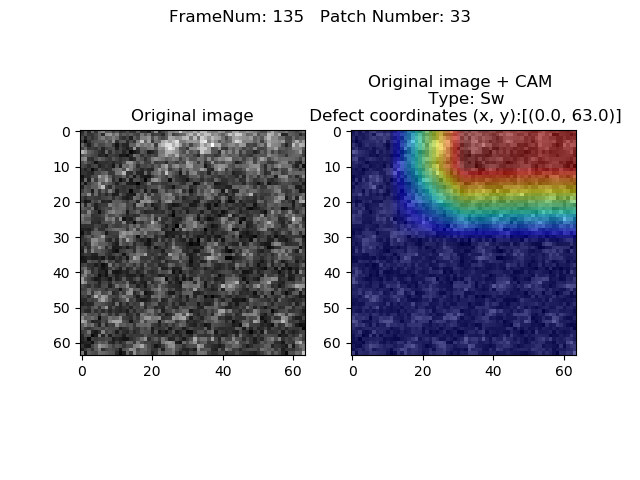 FrameNum: 135   Patch Number: 33
Original image
Original image + CAM
Type: Sw
Defect coordinates (x, y):[(0.0, 63.0)]
0
10
20
30
40
50
60
0 20 40 60
0
10
20
30
40
50
60
0 20 40 60